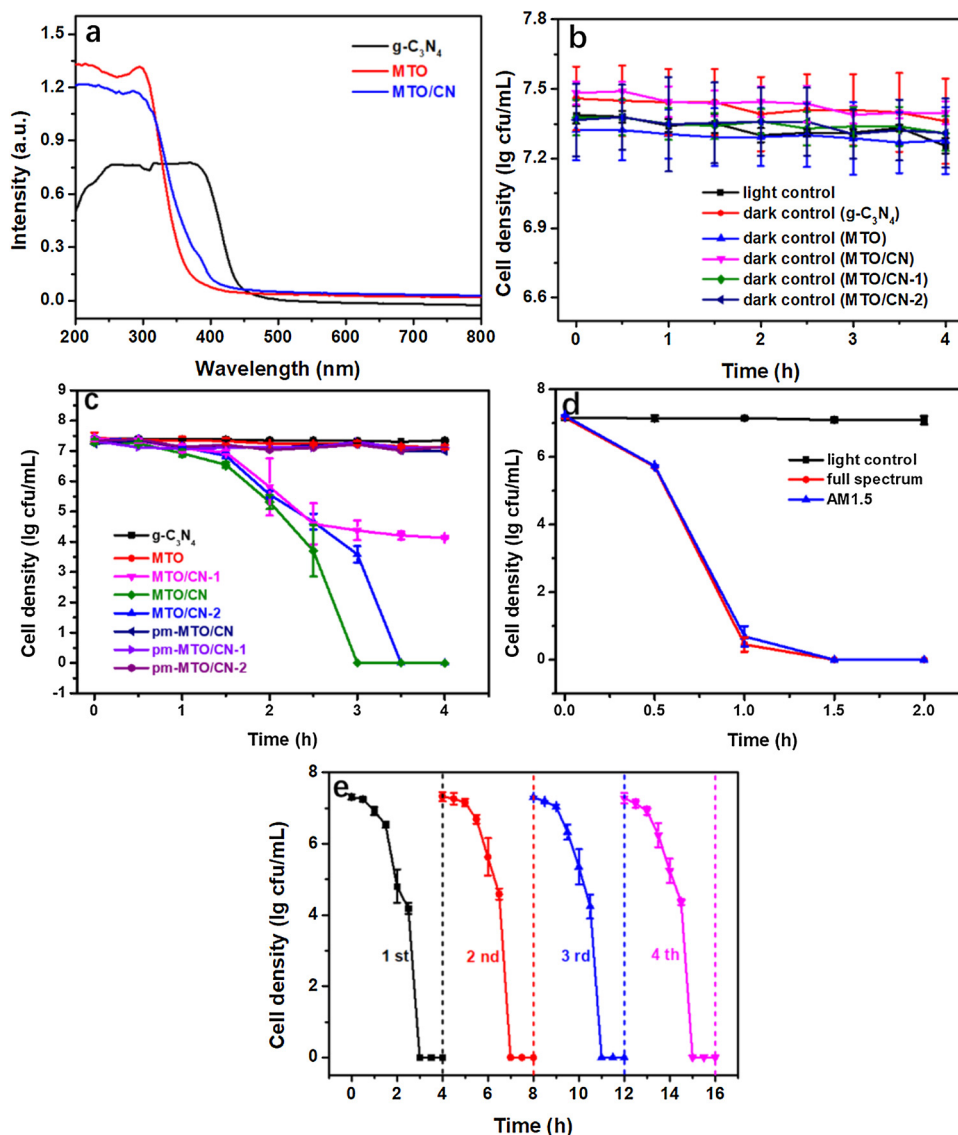 a
g-C₃N₄
MTO
MTO/CN
Intensity (a.u.)
1.5
1.2
0.9
0.6
0.3
0.0
200 300 400 500 600 700 800
Wavelength (nm)
b
Cell density (lg cfu/mL)
7.5
7.2
6.9
6.6
light control
dark control (g-C₃N₄)
dark control (MTO)
dark control (MTO/CN)
dark control (MTO/CN-1)
dark control (MTO/CN-2)
0 1 2 3 4
Time (h)
c
Cell density (lg cfu/mL)
9
8
7
6
5
4
3
2
1
0
-1
g-C₃N₄
MTO
MTO/CN-1
MTO/CN
MTO/CN-2
pm-MTO/CN
pm-MTO/CN-1
pm-MTO/CN-2
0 1 2 3 4
Time (h)
d
Cell density (lg cfu/mL)
8
4
0
light control
full spectrum
AM1.5
0.0 0.5 1.0 1.5 2.0
Time (h)
e
Cell density (lg cfu/mL)
8
4
0
1 st
2 nd
3 rd
4 th
0 2 4 6 8 10 12 14 16
Time (h)